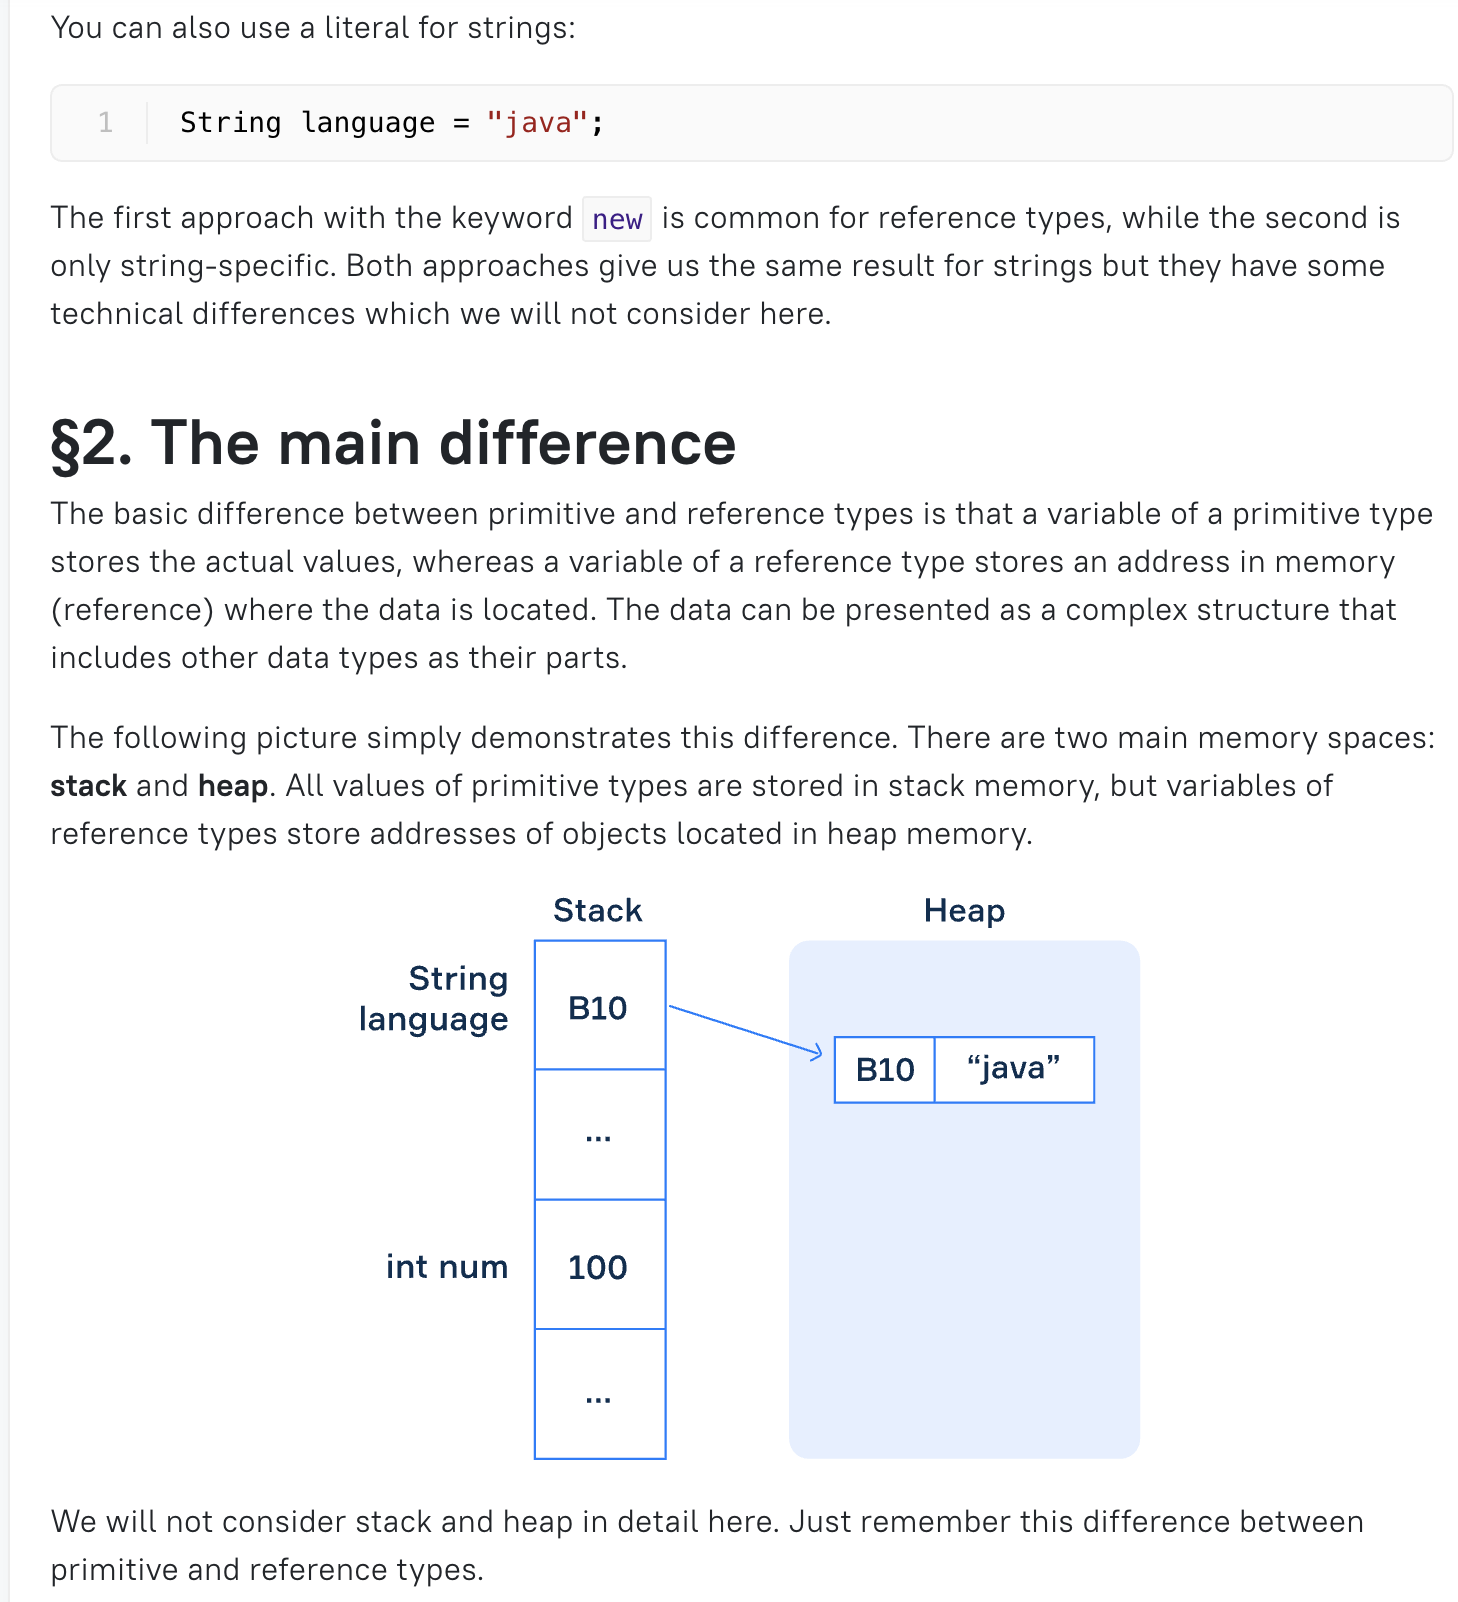 You can also use a literal for strings:
1 String language = "java";
The first approach with the keyword new is common for reference types, while the second is
only string-specific. Both approaches give us the same result for strings but they have some
technical differences which we will not consider here.
§2. The main difference
The basic difference between primitive and reference types is that a variable of a primitive type
stores the actual values, whereas a variable of a reference type stores an address in memory
(reference) where the data is located. The data can be presented as a complex structure that
includes other data types as their parts.
The following picture simply demonstrates this difference. There are two main memory spaces:
stack and heap. All values of primitive types are stored in stack memory, but variables of
reference types store addresses of objects located in heap memory.
Stack
Heap
String
language
B10
B10 “java”
...
int num
100
...
We will not consider stack and heap in detail here. Just remember this difference between
primitive and reference types.